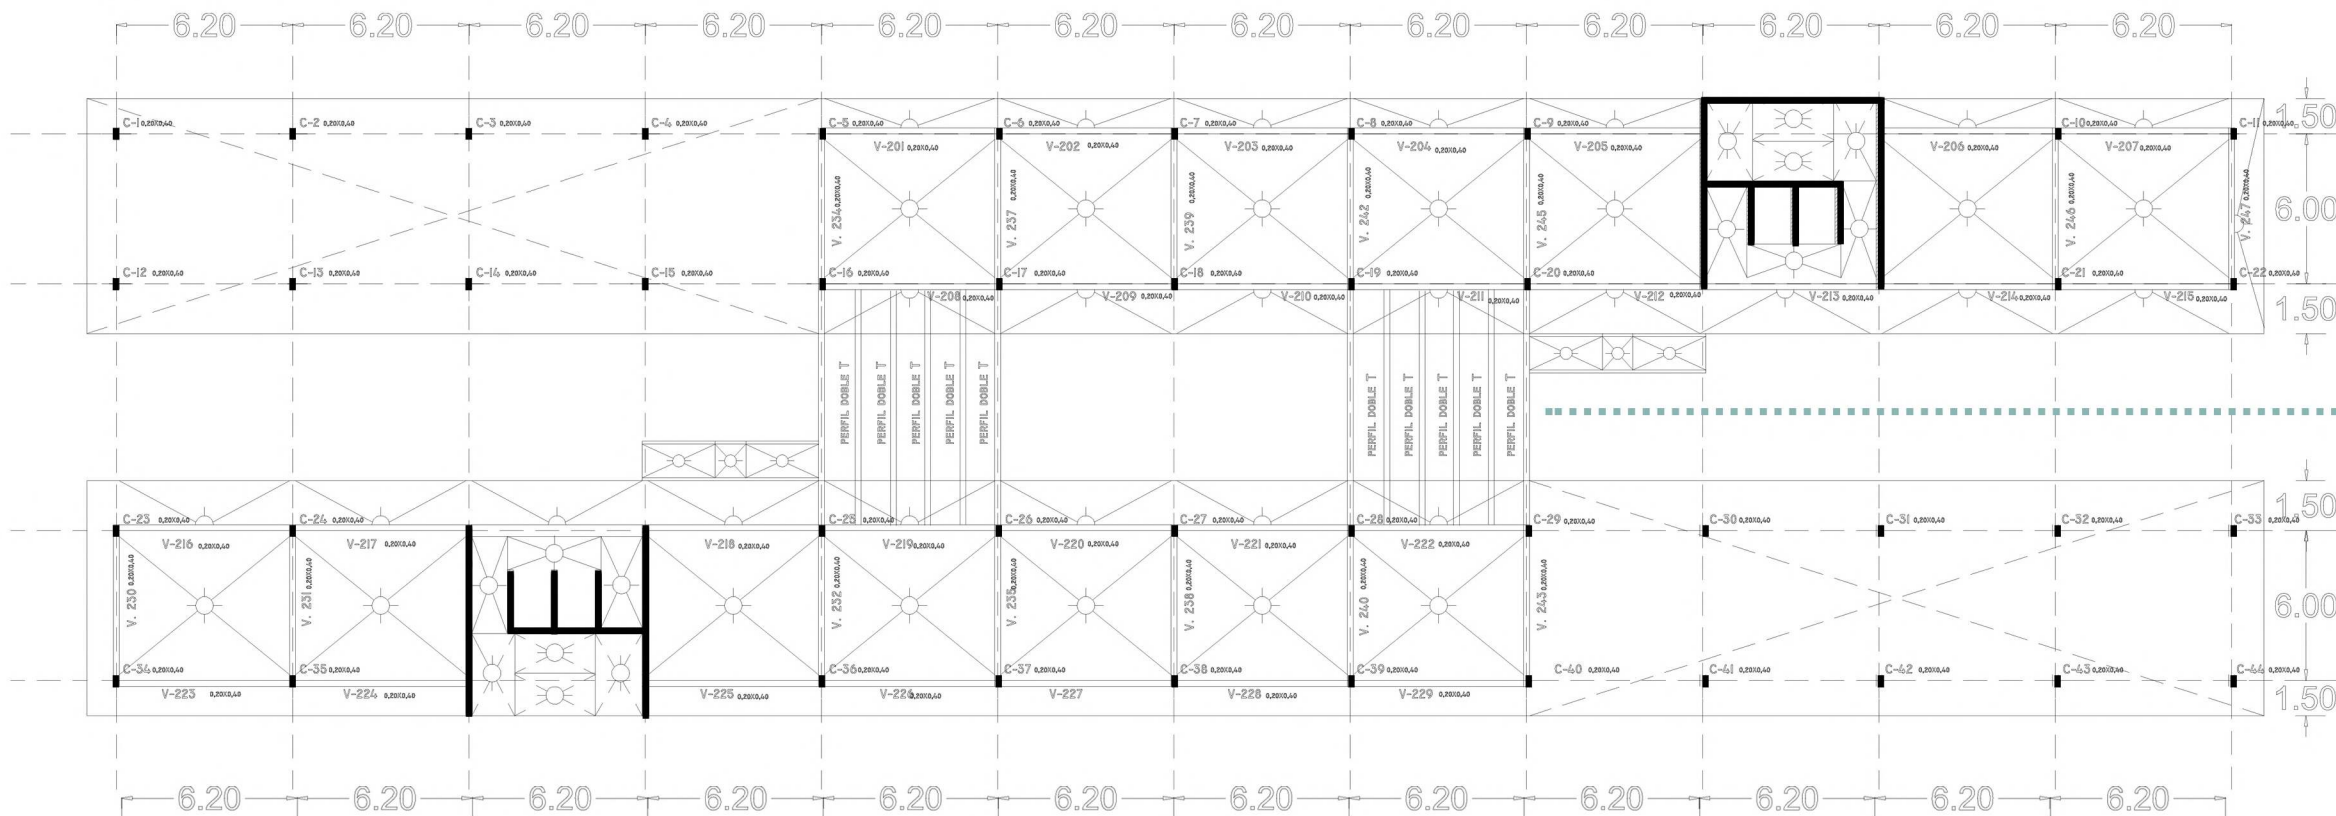 6.20 6.20 6.20 6.20 6.20 6.20 6.20 6.20 6.20 6.20 6.20 6.20
1.50
C-1 0,20X0,40 C-2 0,20X0,40 C-3 0,20X0,40 C-4 0,20X0,40 C-5 0,20X0,40 C-6 0,20X0,40 C-7 0,20X0,40 C-8 0,20X0,40 C-9 0,20X0,40 C-10 0,20X0,40 C-11 0,20X0,40
V-201 0,20X0,40 V-202 0,20X0,40 V-203 0,20X0,40 V-204 0,20X0,40 V-205 0,20X0,40 V-206 0,20X0,40 V-207 0,20X0,40
V. 234 0,20X0,40 V. 237 0,20X0,40 V. 239 0,20X0,40 V. 242 0,20X0,40 V. 245 0,20X0,40 V. 246 0,20X0,40 V. 247 0,20X0,40
6.00
C-12 0,20X0,40 C-13 0,20X0,40 C-14 0,20X0,40 C-15 0,20X0,40 C-16 0,20X0,40 C-17 0,20X0,40 C-18 0,20X0,40 C-19 0,20X0,40 C-20 0,20X0,40 C-21 0,20X0,40 C-22 0,20X0,40
V-208 0,20X0,40 V-209 0,20X0,40 V-210 0,20X0,40 V-211 0,20X0,40 V-212 0,20X0,40 V-213 0,20X0,40 V-214 0,20X0,40 V-215 0,20X0,40
1.50
PERFIL DOBLE T
PERFIL DOBLE T
PERFIL DOBLE T
PERFIL DOBLE T
PERFIL DOBLE T
PERFIL DOBLE T
PERFIL DOBLE T
PERFIL DOBLE T
PERFIL DOBLE T
PERFIL DOBLE T
1.50
C-23 0,20X0,40 C-24 0,20X0,40 C-25 0,20X0,40 C-26 0,20X0,40 C-27 0,20X0,40 C-28 0,20X0,40 C-29 0,20X0,40 C-30 0,20X0,40 C-31 0,20X0,40 C-32 0,20X0,40 C-33 0,20X0,40
V-216 0,20X0,40 V-217 0,20X0,40 V-218 0,20X0,40 V-219 0,20X0,40 V-220 0,20X0,40 V-221 0,20X0,40 V-222 0,20X0,40
V. 230 0,20X0,40 V. 231 0,20X0,40 V. 232 0,20X0,40 V. 235 0,20X0,40 V. 238 0,20X0,40 V. 240 0,20X0,40 V. 243 0,20X0,40
6.00
C-34 0,20X0,40 C-35 0,20X0,40 C-36 0,20X0,40 C-37 0,20X0,40 C-38 0,20X0,40 C-39 0,20X0,40 C-40 0,20X0,40 C-41 0,20X0,40 C-42 0,20X0,40 C-43 0,20X0,40 C-44 0,20X0,40
V-223 0,20X0,40 V-224 0,20X0,40 V-225 0,20X0,40 V-226 0,20X0,40 V-227 0,20X0,40 V-228 0,20X0,40 V-229 0,20X0,40
1.50
6.20 6.20 6.20 6.20 6.20 6.20 6.20 6.20 6.20 6.20 6.20 6.20